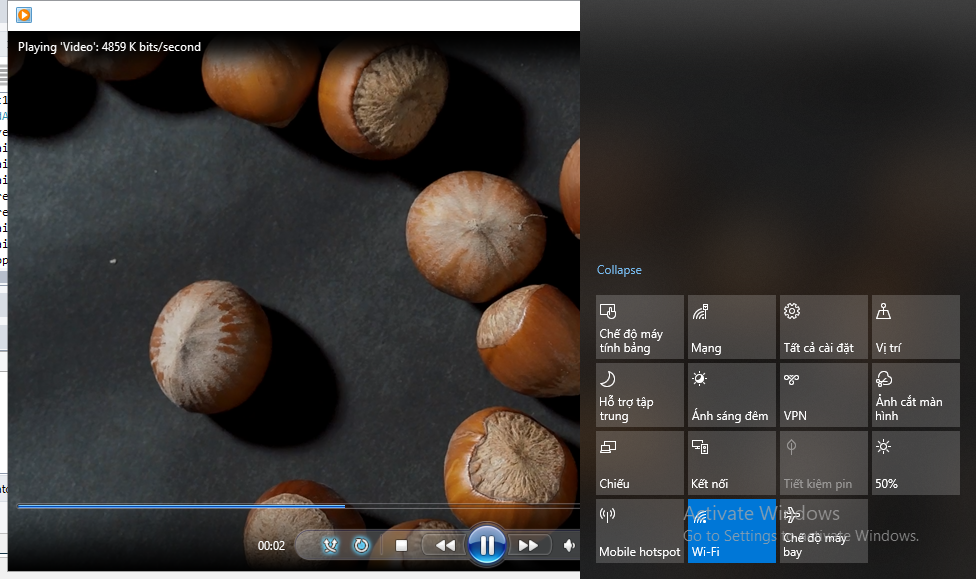 Playing 'Video': 4859 K bits/second
00:02
Collapse
Chế độ máy
tính bảng
Mạng
Tất cả cài đặt
Vị trí
Hỗ trợ tập
trung
Ánh sáng đêm
VPN
Ảnh cắt màn
hình
Chiếu
Kết nối
Tiết kiệm pin
50%
Mobile hotspot
Wi-Fi
Chế độ máy
bay
Activate Windows
Go to Settings to activate Windows.